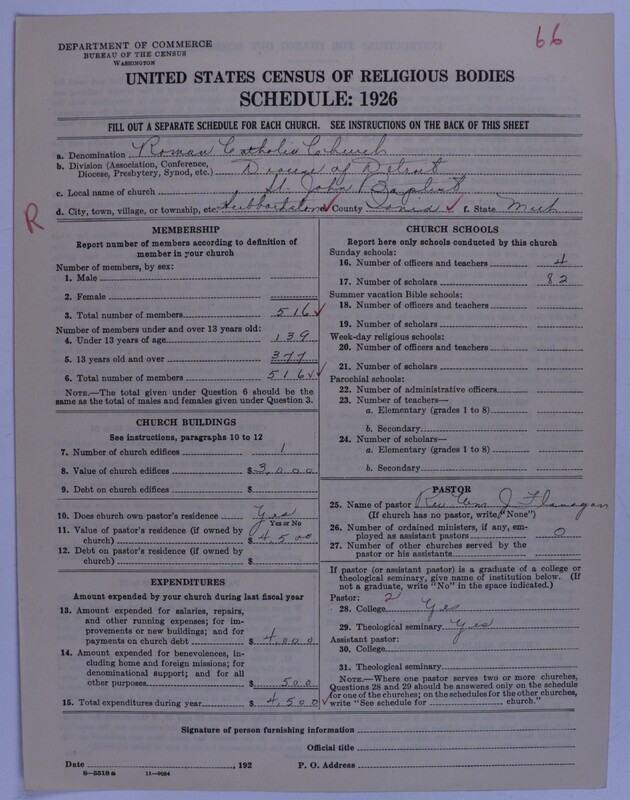 66
DEPARTMENT OF COMMERCE
BUREAU OF THE CENSUS
WASHINGTON
UNITED STATES CENSUS OF RELIGIOUS BODIES
SCHEDULE: 1926
FILL OUT A SEPARATE SCHEDULE FOR EACH CHURCH. SEE INSTRUCTIONS ON THE BACK OF THIS SHEET
a. Denomination Roman Catholic Church
b. Division (Association, Conference, Diocese, Presbytery, Synod, etc.) Diocese of Detroit
c. Local name of church St. John Baptist
d. City, town, village, or township, etc. Hubbardston e. County Ionia f. State Mich
R
MEMBERSHIP
Report number of members according to definition of
member in your church
Number of members, by sex:
1. Male
2. Female
3. Total number of members 516
Number of members under and over 13 years old:
4. Under 13 years of age 139
5. 13 years old and over 377
6. Total number of members 516
NOTE.—The total given under Question 6 should be
same as the total of males and females given under Question 3.
CHURCH BUILDINGS
See instructions, paragraphs 10 to 12
7. Number of church edifices 1
8. Value of church edifices $3,000
9. Debt on church edifices $
10. Does church own pastor's residence? Yes
Yes or No
11. Value of pastor's residence (if owned by
church) $4,500
12. Debt on pastor's residence (if owned by
church) $
EXPENDITURES
Amount expended by your church during last fiscal year
13. Amount expended for salaries, repairs,
and other running expenses; for im-
provements or new buildings; and for
payments on church debt $4,000
14. Amount expended for benevolences, in-
cluding home and foreign missions; for
denominational support; and for all
other purposes $500
15. Total expenditures during year $4,500
CHURCH SCHOOLS
Report here only schools conducted by this church
Sunday schools:
16. Number of officers and teachers 4
17. Number of scholars 82
Summer vacation Bible schools:
18. Number of officers and teachers
19. Number of scholars
Week-day religious schools:
20. Number of officers and teachers
21. Number of scholars
Parochial schools:
22. Number of administrative officers
23. Number of teachers—
a. Elementary (grades 1 to 8)
b. Secondary
24. Number of scholars—
a. Elementary (grades 1 to 8)
b. Secondary
PASTOR
25. Name of pastor Rev. Wm J Flanagan
(If church has no pastor, write "None")
26. Number of ordained ministers, if any, em-
ployed as assistant pastors 0
27. Number of other churches served by the
pastor or his assistants
If pastor (or assistant pastor) is a graduate of a college or
theological seminary, give name of institution below. (If
not a graduate, write "No" in the space indicated.)
Pastor: 2
28. College Yes
29. Theological seminary Yes
Assistant pastor:
30. College
31. Theological seminary
NOTE.—Where one pastor serves two or more churches,
Questions 28 and 29 should be answered only on the schedule
for one of the churches; on the schedules for the other churches,
write "See schedule for church."
Signature of person furnishing information
Official title
Date , 192 P. O. Address
8-5518a 11-9084